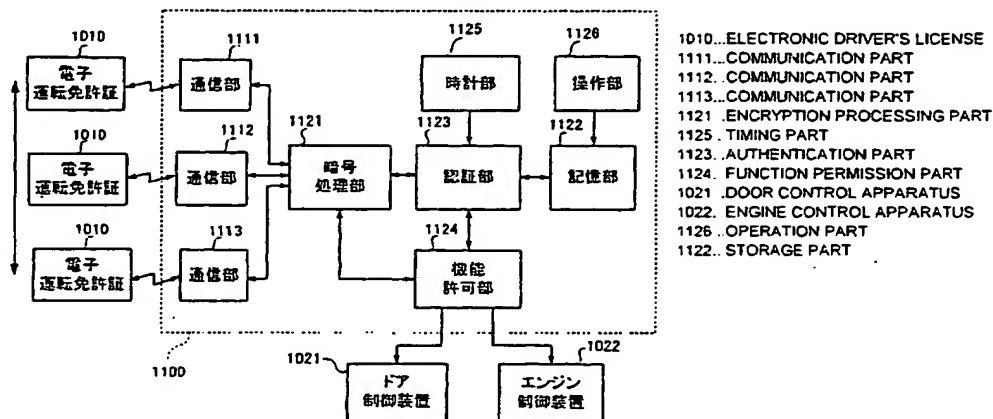 1010
電子
運転免許証
1010
電子
運転免許証
1010
電子
運転免許証
1111
通信部
1112
通信部
1113
通信部
1121
暗号
処理部
1125
時計部
1126
操作部
1123
認証部
1122
記憶部
1124
機能
許可部
1100
1021
ドア
制御装置
1022
エンジン
制御装置
1010...ELECTRONIC DRIVER'S LICENSE
1111...COMMUNICATION PART
1112...COMMUNICATION PART
1113...COMMUNICATION PART
1121..ENCRYPTION PROCESSING PART
1125. TIMING PART
1123..AUTHENTICATION PART
1124. FUNCTION PERMISSION PART
1021..DOOR CONTROL APPARATUS
1022. ENGINE CONTROL APPARATUS
1126 ..OPERATION PART
1122.. STORAGE PART